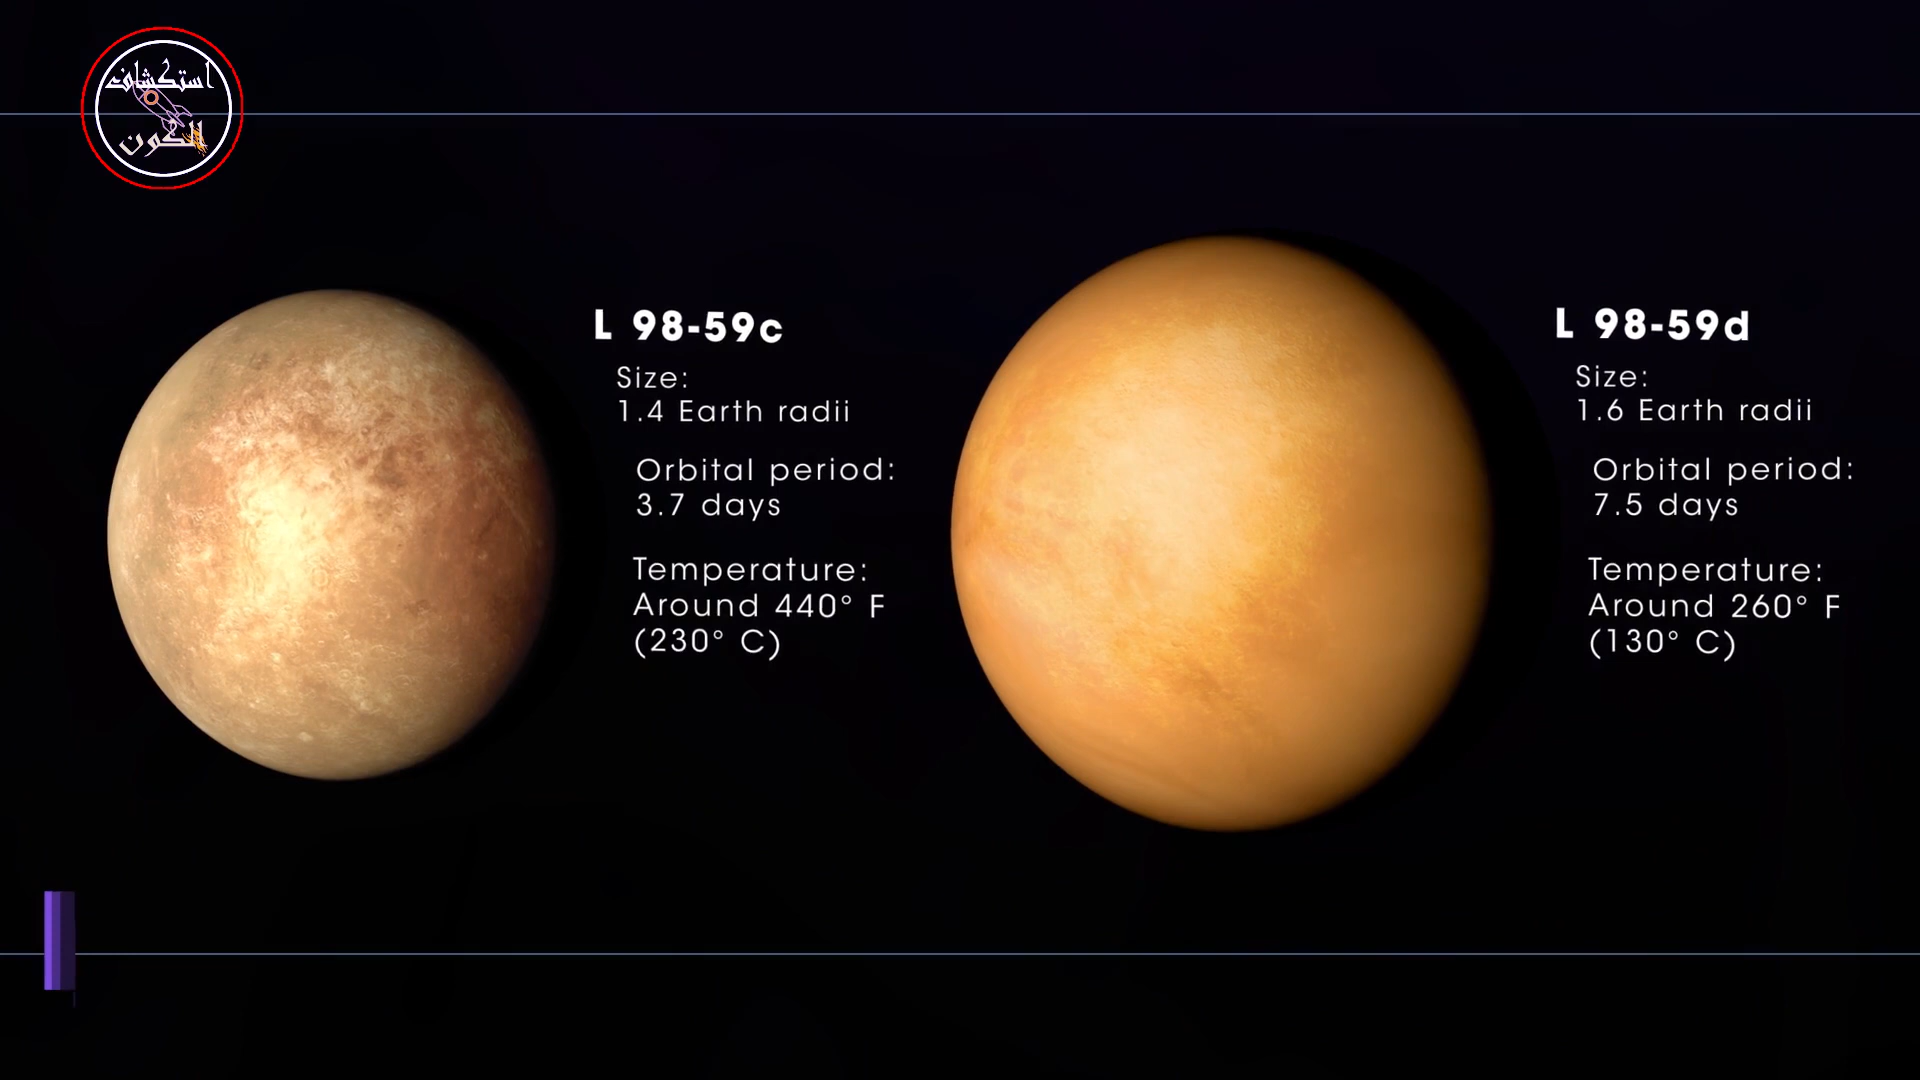 استكشاف
الكون
L 98-59c
Size:
1.4 Earth radii
Orbital period:
3.7 days
Temperature:
Around 440° F
(230° C)
L 98-59d
Size:
1.6 Earth radii
Orbital period:
7.5 days
Temperature:
Around 260° F
(130° C)